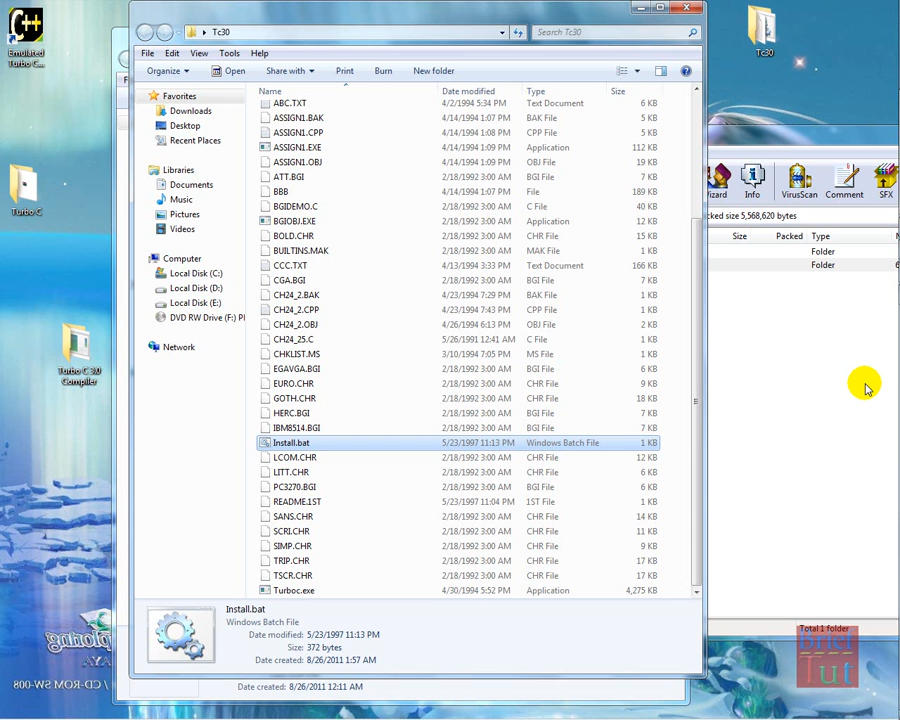 Emulated
Turbo C...
Turbo C
Turbo C 3.0
Compiler
Exploring
/ CD-ROM SW-008
Tc30
Search Tc30
File Edit View Tools Help
Organize Open Share with Print Burn New folder
Favorites
Downloads
Desktop
Recent Places
Libraries
Documents
Music
Pictures
Videos
Computer
Local Disk (C:)
Local Disk (D:)
Local Disk (E:)
DVD RW Drive (F:) P
Network
Name Date modified Type Size
ABC.TXT 4/2/1994 5:34 PM Text Document 6 KB
ASSIGN1.BAK 4/14/1994 1:07 PM BAK File 5 KB
ASSIGN1.CPP 4/14/1994 1:08 PM CPP File 5 KB
ASSIGN1.EXE 4/14/1994 1:09 PM Application 112 KB
ASSIGN1.OBJ 4/14/1994 1:09 PM OBJ File 19 KB
ATT.BGI 2/18/1992 3:00 AM BGI File 7 KB
BBB 4/14/1994 1:07 PM File 189 KB
BGIDEMO.C 2/18/1992 3:00 AM C File 40 KB
BGIOBJ.EXE 2/18/1992 3:00 AM Application 12 KB
BOLD.CHR 2/18/1992 3:00 AM CHR File 15 KB
BUILTINS.MAK 2/18/1992 3:00 AM MAK File 1 KB
CCC.TXT 4/13/1994 3:33 PM Text Document 166 KB
CGA.BGI 2/18/1992 3:00 AM BGI File 7 KB
CH24_2.BAK 4/23/1994 7:29 PM BAK File 1 KB
CH24_2.CPP 4/23/1994 7:43 PM CPP File 1 KB
CH24_2.OBJ 4/26/1994 6:13 PM OBJ File 2 KB
CH24_25.C 5/26/1991 12:41 AM C File 1 KB
CHKLIST.MS 3/10/1994 7:05 PM MS File 1 KB
EGAVGA.BGI 2/18/1992 3:00 AM BGI File 6 KB
EURO.CHR 2/18/1992 3:00 AM CHR File 9 KB
GOTH.CHR 2/18/1992 3:00 AM CHR File 18 KB
HERC.BGI 2/18/1992 3:00 AM BGI File 7 KB
IBM8514.BGI 2/18/1992 3:00 AM BGI File 7 KB
Install.bat 5/23/1997 11:13 PM Windows Batch File 1 KB
LCOM.CHR 2/18/1992 3:00 AM CHR File 12 KB
LITT.CHR 2/18/1992 3:00 AM CHR File 6 KB
PC3270.BGI 2/18/1992 3:00 AM BGI File 6 KB
README.1ST 5/23/1997 11:04 PM 1ST File 1 KB
SANS.CHR 2/18/1992 3:00 AM CHR File 14 KB
SCRI.CHR 2/18/1992 3:00 AM CHR File 11 KB
SIMP.CHR 2/18/1992 3:00 AM CHR File 9 KB
TRIP.CHR 2/18/1992 3:00 AM CHR File 17 KB
TSCR.CHR 2/18/1992 3:00 AM CHR File 17 KB
Turboc.exe 4/30/1994 5:52 PM Application 4,275 KB
Install.bat
Windows Batch File
Date modified: 5/23/1997 11:13 PM
Size: 372 bytes
Date created: 8/26/2011 1:57 AM
Date created: 8/26/2011 12:11 AM
Tc30
Info VirusScan Comment SFX
size 5,568,620 bytes
Size Packed Type
Folder
Folder
Total 1 folder
Brief
Tut